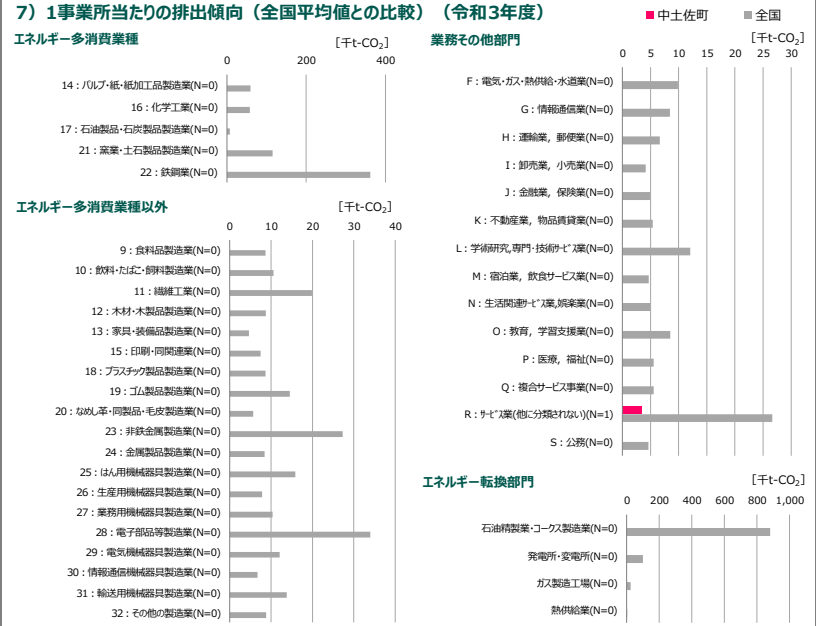 7）1事業所当たりの排出傾向（全国平均値との比較）（令和3年度）
■中土佐町 ■全国
エネルギー多消費業種
[千t-CO₂]
0 200 400
14：パルプ・紙・紙加工品製造業(N=0)
16：化学工業(N=0)
17：石油製品・石炭製品製造業(N=0)
21：窯業・土石製品製造業(N=0)
22：鉄鋼業(N=0)
エネルギー多消費業種以外
[千t-CO₂]
0 10 20 30 40
9：食料品製造業(N=0)
10：飲料・たばこ・飼料製造業(N=0)
11：繊維工業(N=0)
12：木材・木製品製造業(N=0)
13：家具・装備品製造業(N=0)
15：印刷・同関連業(N=0)
18：プラスチック製品製造業(N=0)
19：ゴム製品製造業(N=0)
20：なめし革・同製品・毛皮製造業(N=0)
23：非鉄金属製造業(N=0)
24：金属製品製造業(N=0)
25：はん用機械器具製造業(N=0)
26：生産用機械器具製造業(N=0)
27：業務用機械器具製造業(N=0)
28：電子部品等製造業(N=0)
29：電気機械器具製造業(N=0)
30：情報通信機械器具製造業(N=0)
31：輸送用機械器具製造業(N=0)
32：その他の製造業(N=0)
業務その他部門
[千t-CO₂]
0 5 10 15 20 25 30
F：電気・ガス・熱供給・水道業(N=0)
G：情報通信業(N=0)
H：運輸業，郵便業(N=0)
I：卸売業，小売業(N=0)
J：金融業，保険業(N=0)
K：不動産業，物品賃貸業(N=0)
L：学術研究,専門・技術サービス業(N=0)
M：宿泊業，飲食サービス業(N=0)
N：生活関連サービス業,娯楽業(N=0)
O：教育，学習支援業(N=0)
P：医療，福祉(N=0)
Q：複合サービス事業(N=0)
R：サービス業(他に分類されない)(N=1)
S：公務(N=0)
エネルギー転換部門
[千t-CO₂]
0 200 400 600 800 1,000
石油精製業・コークス製造業(N=0)
発電所・変電所(N=0)
ガス製造工場(N=0)
熱供給業(N=0)